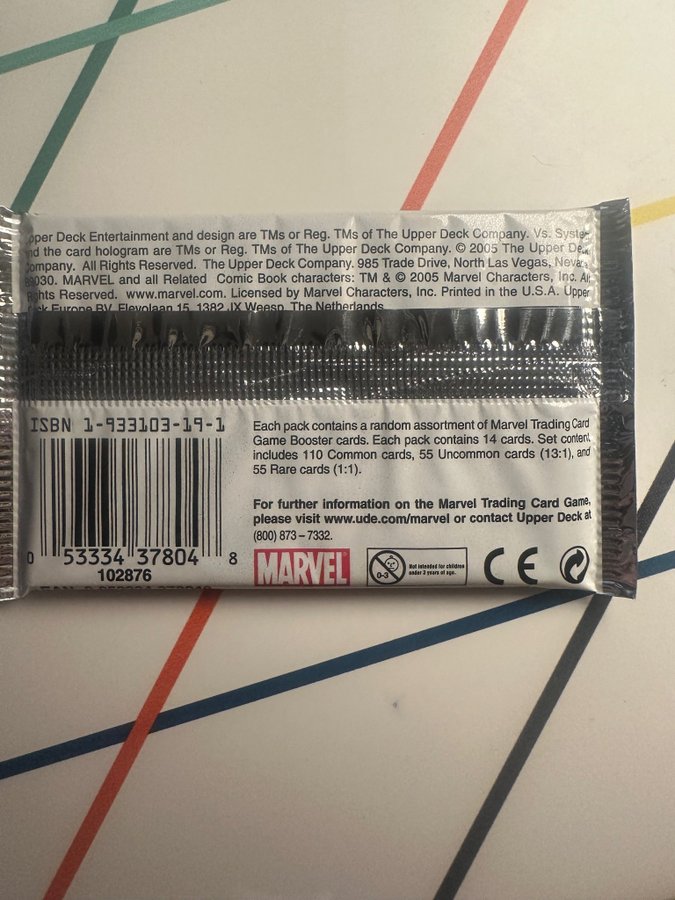 pper Deck Entertainment and design are TMs or Reg. TMs of The Upper Deck Company. Vs. Syste
nd the card hologram are TMs or Reg. TMs of The Upper Deck Company. © 2005 The Upper De
ompany. All Rights Reserved. The Upper Deck Company. 985 Trade Drive, North Las Vegas, Neva
89030. MARVEL and all Related Comic Book characters: TM & © 2005 Marvel Characters, Inc. Al
ights Reserved. www.marvel.com. Licensed by Marvel Characters, Inc. Printed in the U.S.A. Upper
eck Europe BV, Flevolaan 15, 1382 JX Weesp, The Netherlands
ISBN 1-933103-19-1
0 53334 37804 8
102876
Each pack contains a random assortment of Marvel Trading Card
Game Booster cards. Each pack contains 14 cards. Set content
includes 110 Common cards, 55 Uncommon cards (13:1), and
55 Rare cards (1:1).
For further information on the Marvel Trading Card Game,
please visit www.ude.com/marvel or contact Upper Deck at
(800) 873-7332.
MARVEL
0-3
Not intended for children
under 3 years of age.
CE